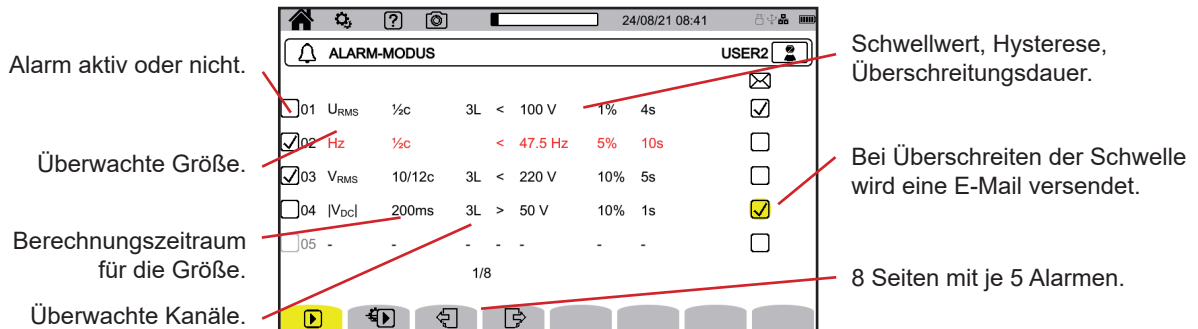 24/08/21 08:41
ALARM-MODUS USER2
01 URMS ½c 3L < 100 V 1% 4s
02 Hz ½c < 47.5 Hz 5% 10s
03 VRMS 10/12c 3L < 220 V 10% 5s
04 |VDC| 200ms 3L > 50 V 10% 1s
05 - - - - - - -
1/8
Alarm aktiv oder nicht.
Überwachte Größe.
Berechnungszeitraum
für die Größe.
Überwachte Kanäle.
Schwellwert, Hysterese,
Überschreitungsdauer.
Bei Überschreiten der Schwelle
wird eine E-Mail versendet.
8 Seiten mit je 5 Alarmen.